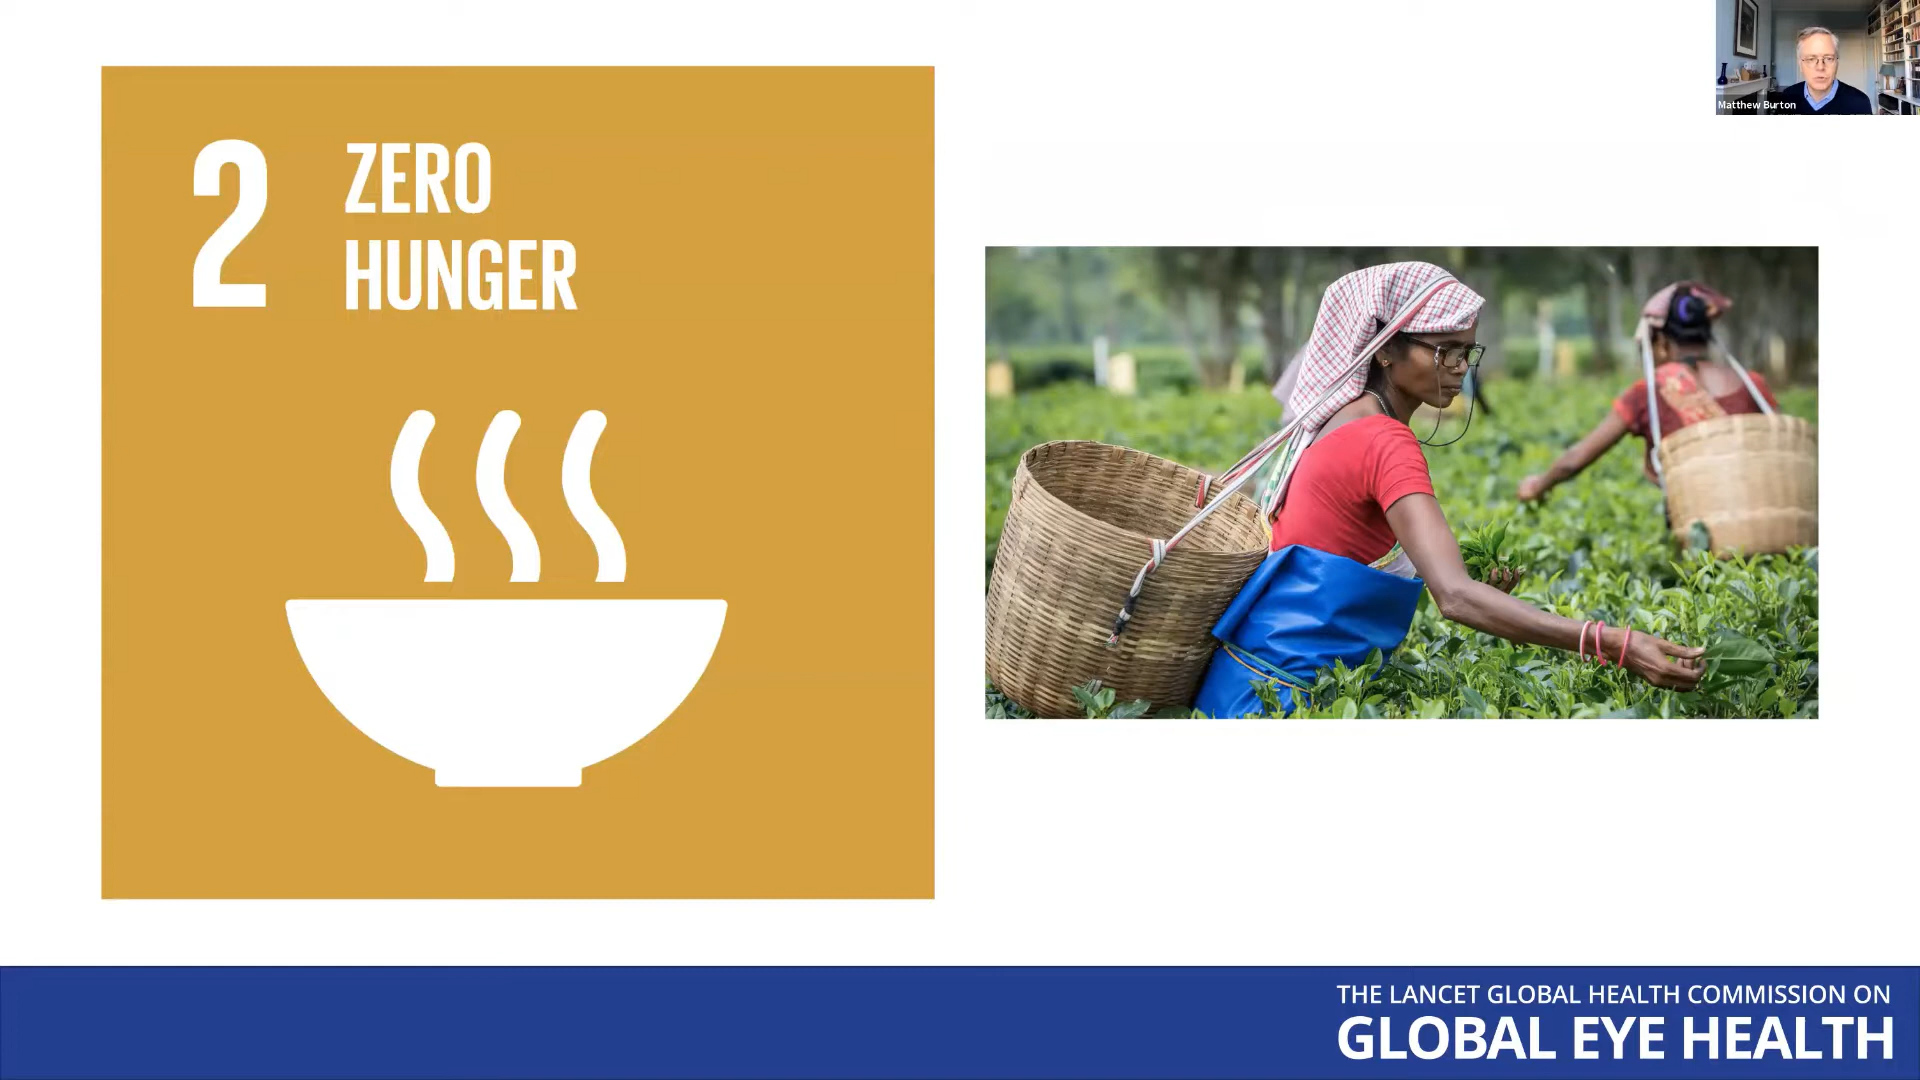 Matthew Burton
2
ZERO
HUNGER
THE LANCET GLOBAL HEALTH COMMISSION ON
GLOBAL EYE HEALTH